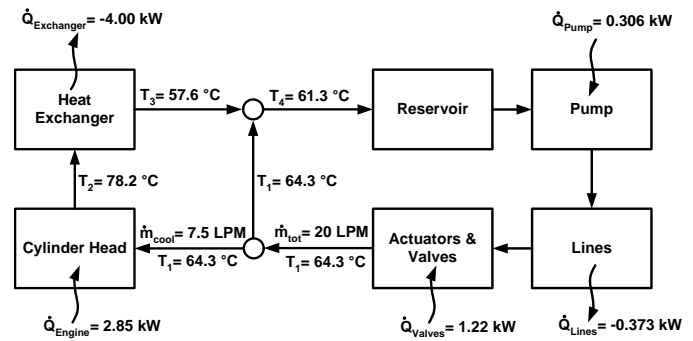 Q̇Exchanger= -4.00 kW
Q̇Pump= 0.306 kW
Heat
Exchanger
T3= 57.6 °C
T4= 61.3 °C
Reservoir
Pump
T2= 78.2 °C
T1= 64.3 °C
Cylinder Head
ṁcool= 7.5 LPM
T1= 64.3 °C
ṁtot= 20 LPM
T1= 64.3 °C
Actuators &
Valves
Lines
Q̇Engine= 2.85 kW
Q̇Valves= 1.22 kW
Q̇Lines= -0.373 kW